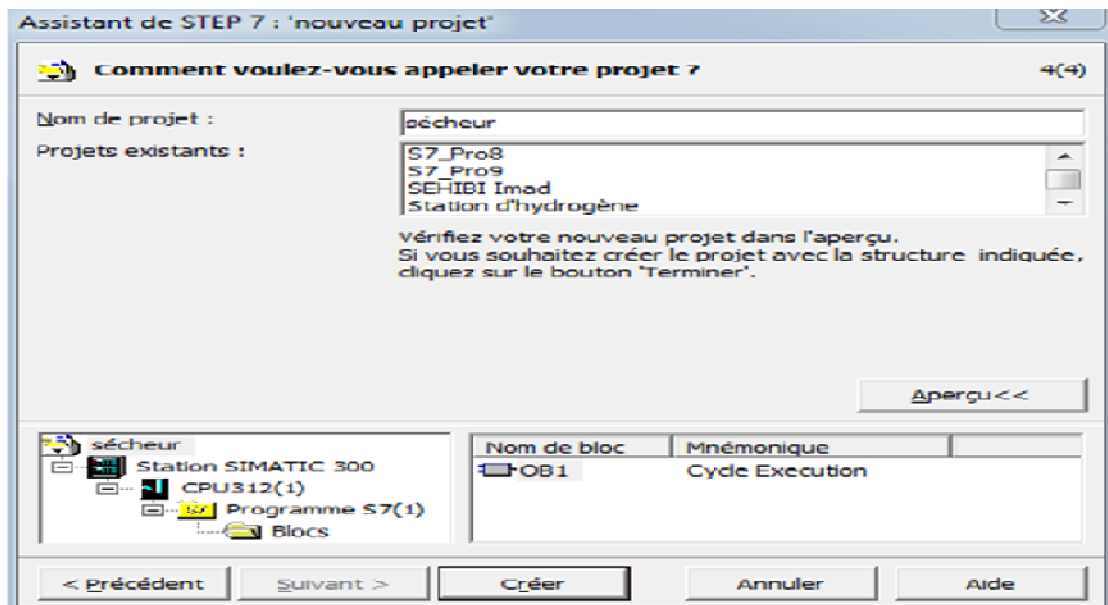 Assistant de STEP 7 : 'nouveau projet'
Comment voulez-vous appeler votre projet ? 4(4)
Nom de projet : sécheur
Projets existants :
S7_Pro8
S7_Pro9
SEHIBI Imad
Station d'hydrogène
Vérifiez votre nouveau projet dans l'aperçu.
Si vous souhaitez créer le projet avec la structure indiquée,
cliquez sur le bouton "Terminer".
Aperçu<<
sécheur
Station SIMATIC 300
CPU312(1)
Programme S7(1)
Blocs
Nom de bloc Mnémonique
OB1 Cycle Execution
< Précédent Suivant > Créer Annuler Aide